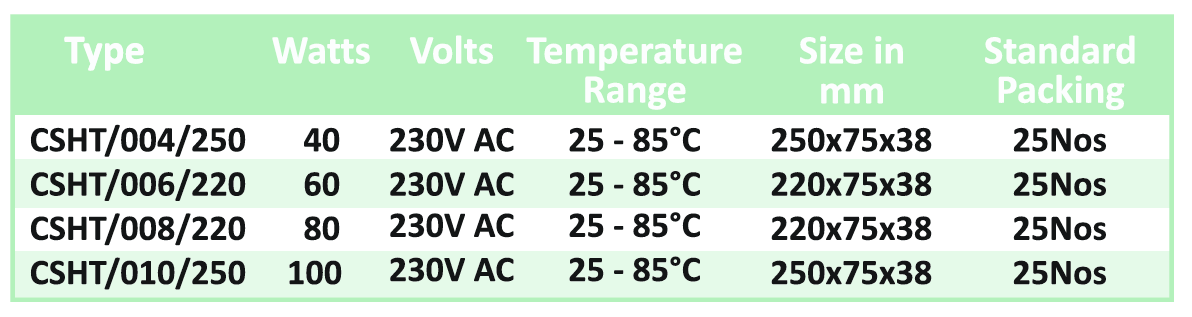 Type Watts Volts Temperature Range Size in mm Standard Packing
CSHT/004/250 40 230V AC 25 - 85°C 250x75x38 25Nos
CSHT/006/220 60 230V AC 25 - 85°C 220x75x38 25Nos
CSHT/008/220 80 230V AC 25 - 85°C 220x75x38 25Nos
CSHT/010/250 100 230V AC 25 - 85°C 250x75x38 25Nos